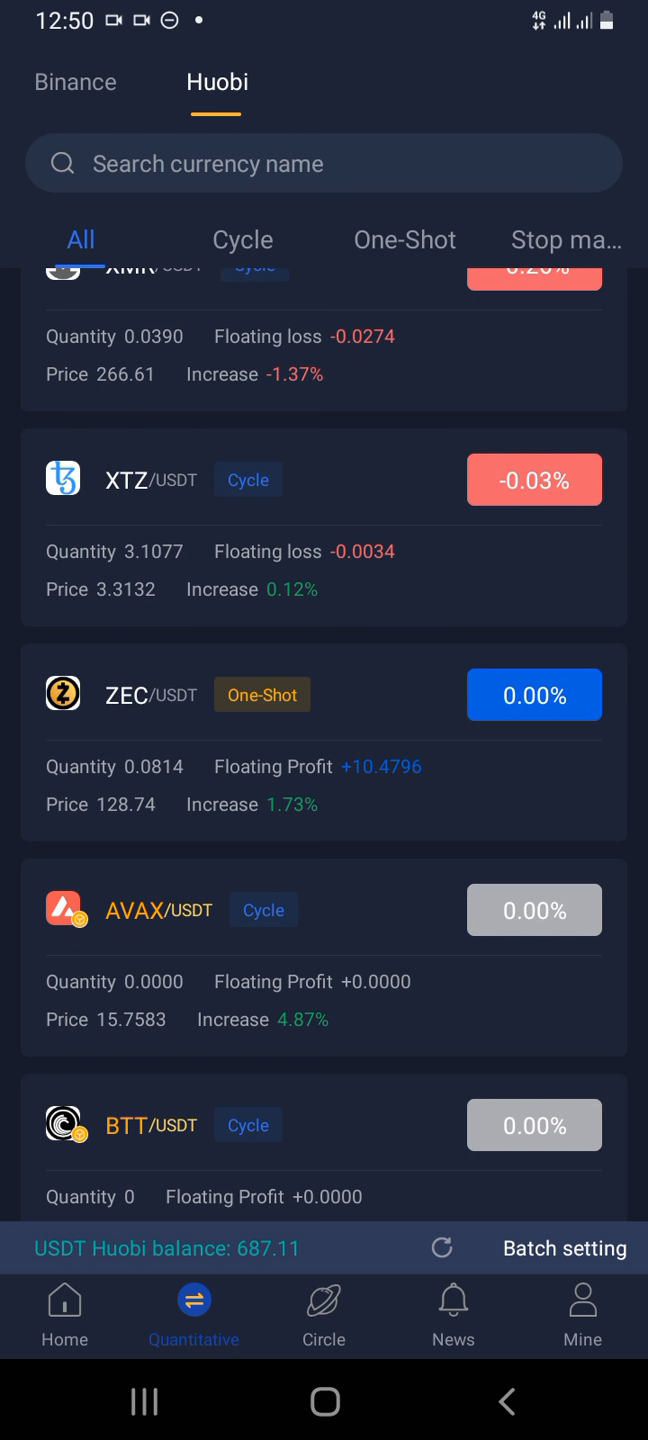 12:50
4G
Binance Huobi
Search currency name
All Cycle One-Shot Stop ma...
XMR/USDT Cycle
Quantity 0.0390 Floating loss -0.0274
Price 266.61 Increase -1.37%
XTZ/USDT Cycle -0.03%
Quantity 3.1077 Floating loss -0.0034
Price 3.3132 Increase 0.12%
ZEC/USDT One-Shot 0.00%
Quantity 0.0814 Floating Profit +10.4796
Price 128.74 Increase 1.73%
AVAX/USDT Cycle 0.00%
Quantity 0.0000 Floating Profit +0.0000
Price 15.7583 Increase 4.87%
BTT/USDT Cycle 0.00%
Quantity 0 Floating Profit +0.0000
USDT Huobi balance: 687.11 Batch setting
Home Quantitative Circle News Mine